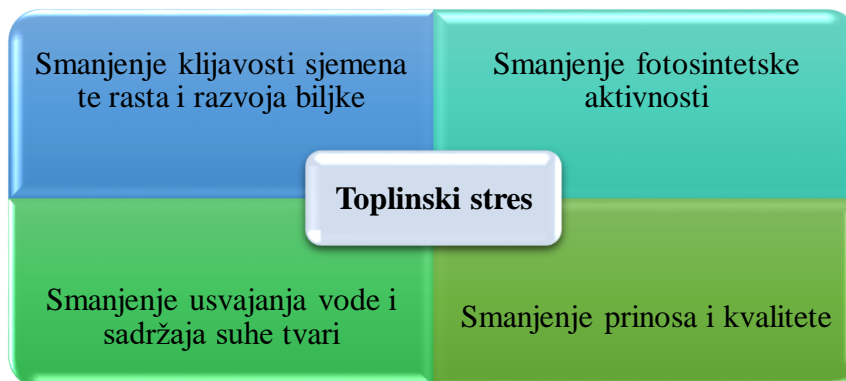 Smanjenje klijavosti sjemena
te rasta i razvoja biljke
Smanjenje fotosintetske
aktivnosti
Toplinski stres
Smanjenje usvajanja vode i
sadržaja suhe tvari
Smanjenje prinosa i kvalitete